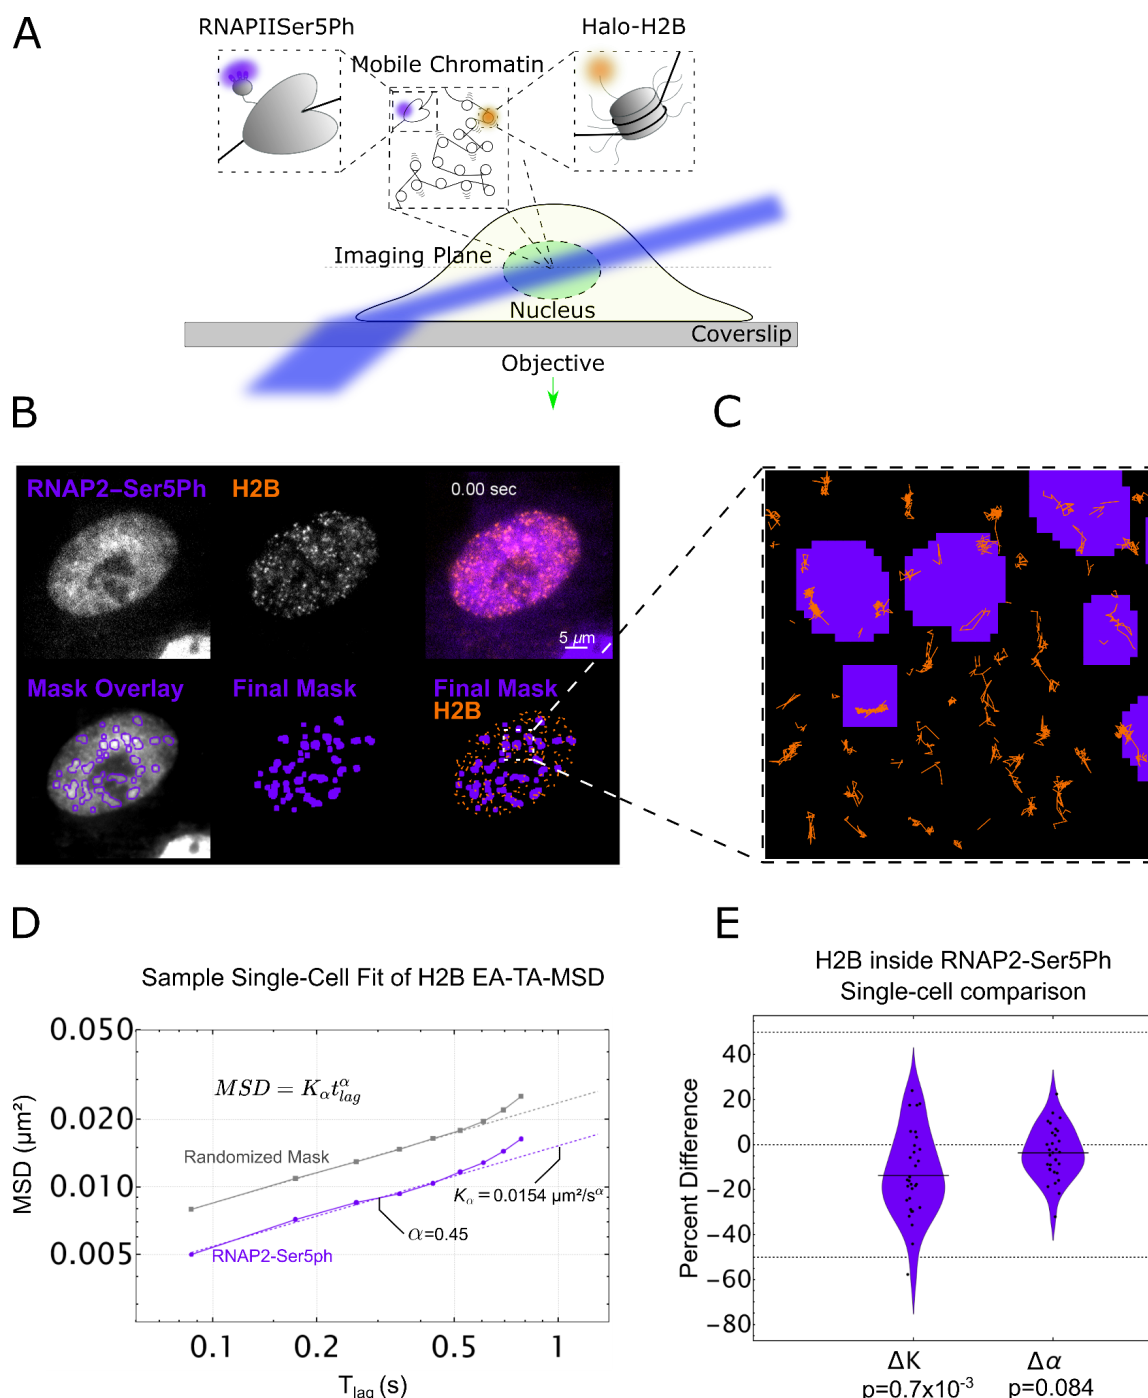 A
RNAPIISer5Ph
Halo-H2B
Mobile Chromatin
Imaging Plane
Nucleus
Coverslip
Objective
B
C
RNAP2–Ser5Ph
H2B
0.00 sec
5 µm
Mask Overlay
Final Mask
Final Mask
H2B
D
E
Sample Single-Cell Fit of H2B EA-TA-MSD
MSD (µm²)
0.050
0.020
0.010
0.005
MSD = Kα t^α_lag
Randomized Mask
Kα = 0.0154 µm²/s^α
α=0.45
RNAP2-Ser5ph
0.1
0.2
0.5
1
T_lag (s)
H2B inside RNAP2-Ser5Ph
Single-cell comparison
Percent Difference
40
20
0
−20
−40
−60
−80
ΔK
Δα
p=0.7x10⁻³
p=0.084